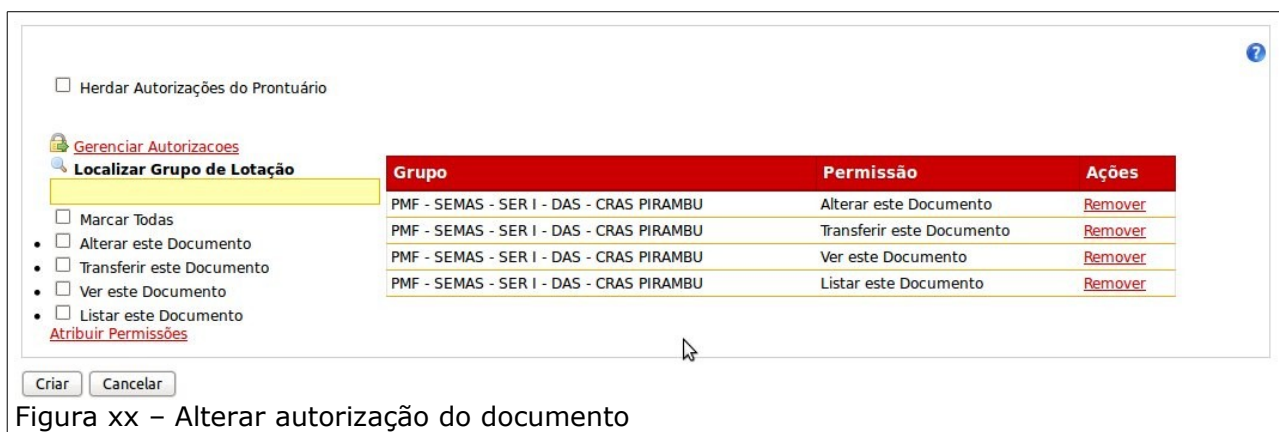 Herdar Autorizações do Prontuário
Gerenciar Autorizacoes
Localizar Grupo de Lotação
Marcar Todas
Alterar este Documento
Transferir este Documento
Ver este Documento
Listar este Documento
Atribuir Permissões
Grupo Permissão Ações
PMF - SEMAS - SER I - DAS - CRAS PIRAMBU Alterar este Documento Remover
PMF - SEMAS - SER I - DAS - CRAS PIRAMBU Transferir este Documento Remover
PMF - SEMAS - SER I - DAS - CRAS PIRAMBU Ver este Documento Remover
PMF - SEMAS - SER I - DAS - CRAS PIRAMBU Listar este Documento Remover
Criar Cancelar
Figura xx – Alterar autorização do documento